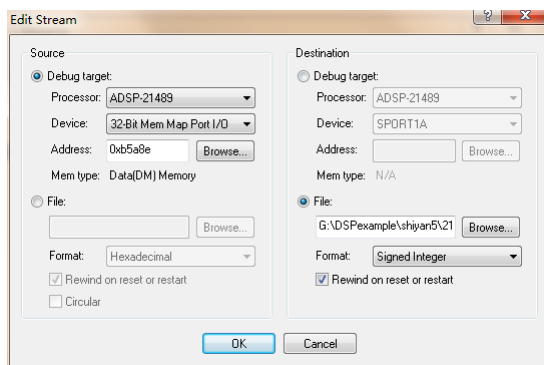 Edit Stream
Source
Debug target:
Processor: ADSP-21489
Device: 32-Bit Mem Map Port I/O
Address: 0xb5a8e Browse...
Mem type: Data(DM) Memory
File:
Browse...
Format: Hexadecimal
Rewind on reset or restart
Circular
Destination
Debug target:
Processor: ADSP-21489
Device: SPORT1A
Address: Browse...
Mem type: N/A
File:
G:\DSPexample\shiyan5\21 Browse...
Format: Signed Integer
Rewind on reset or restart
OK Cancel